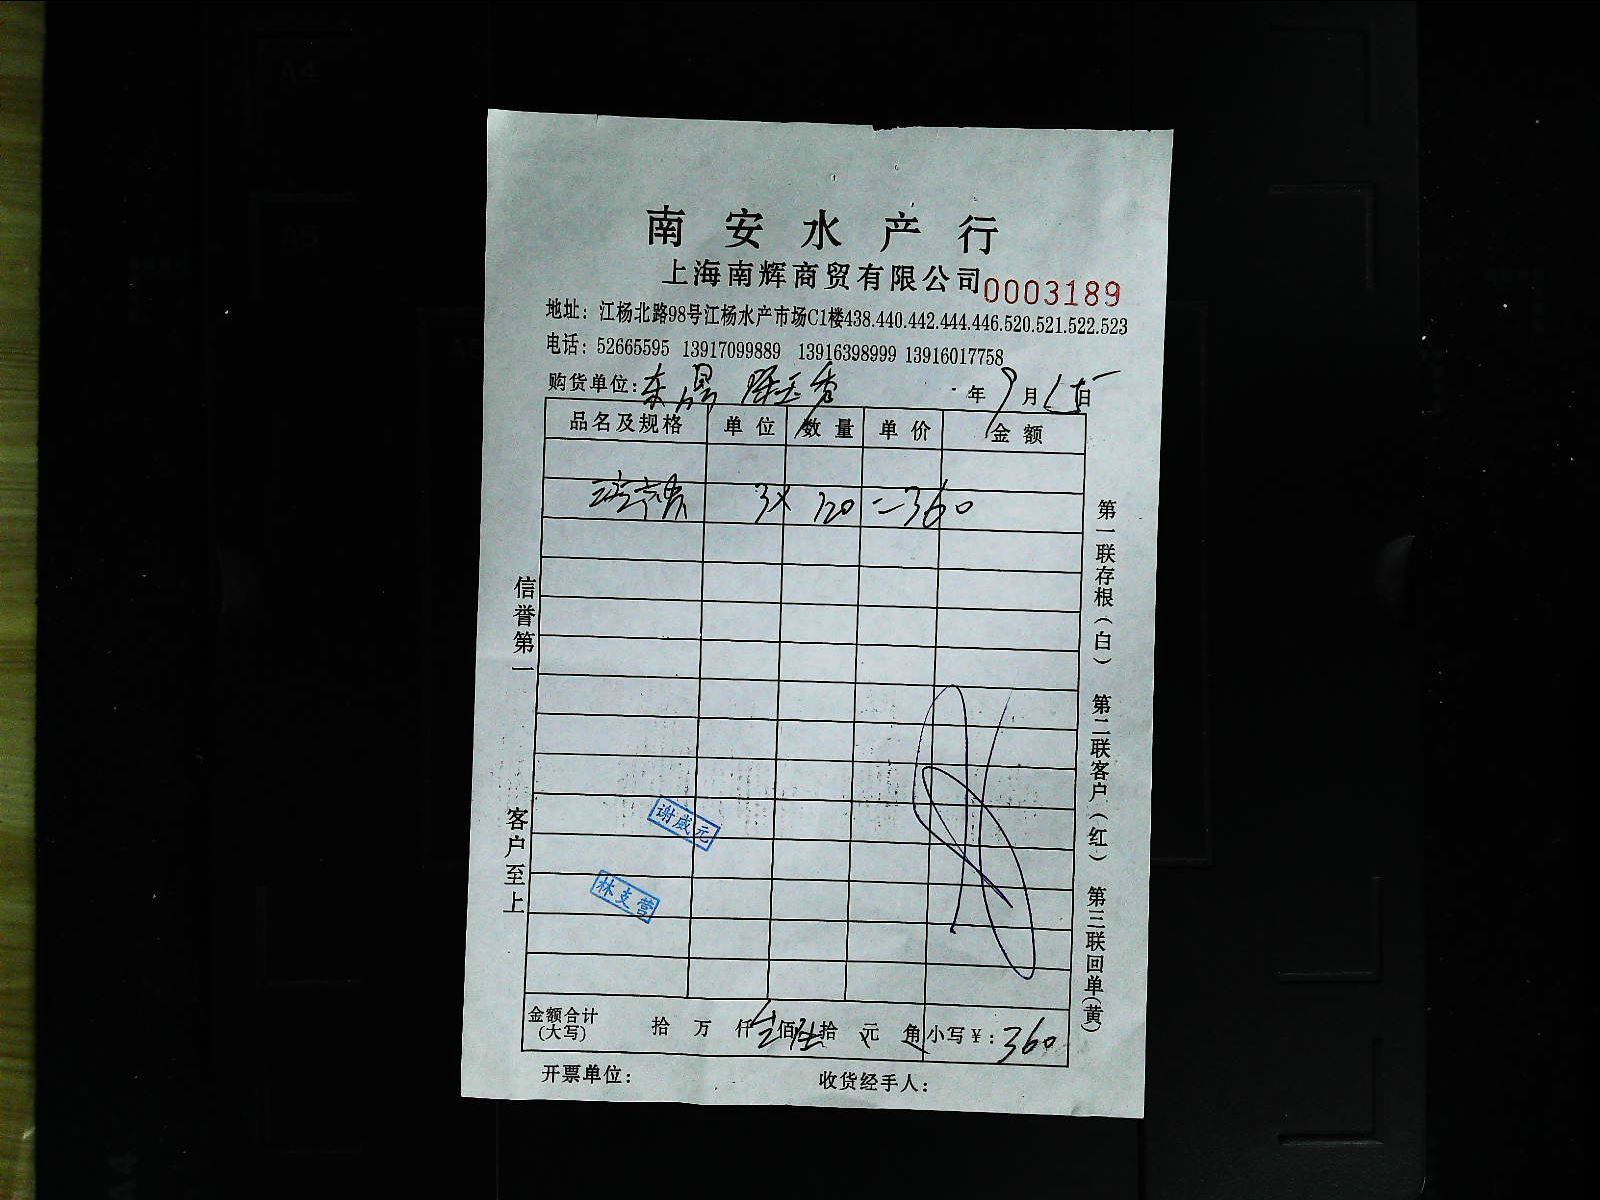 南安水产行
上海南辉商贸有限公司 0003189
地址：江杨北路98号江杨水产市场C1楼438.440.442.444.446.520.521.522.523
电话：52665595 13917099889 13916398999 13916017758
购货单位： 年 9 月 15 日
品名及规格 单位 数量 单价 金额
3× 120 =360
谢威元
林支营
金额合计 拾 万 仟 叁佰 陆拾 元 角 小写￥：360
(大写)
开票单位： 收货经手人：
信誉第一 客户至上
第一联存根(白) 第二联客户(红) 第三联回单(黄)